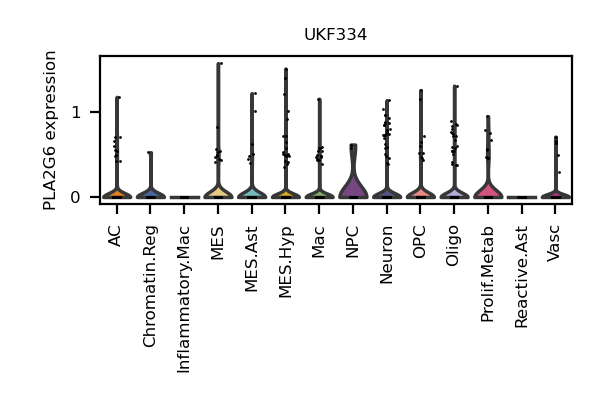 UKF334
PLA2G6 expression
1
0
AC
Chromatin.Reg
Inflammatory.Mac
MES
MES.Ast
MES.Hyp
Mac
NPC
Neuron
OPC
Oligo
Prolif.Metab
Reactive.Ast
Vasc